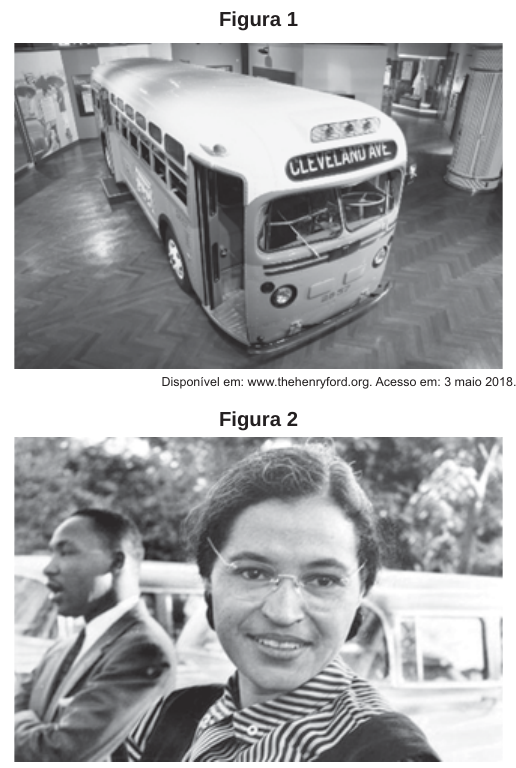 Figura 1
CLEVELAND AVE.
Disponível em: www.thehenryford.org. Acesso em: 3 maio 2018.
Figura 2